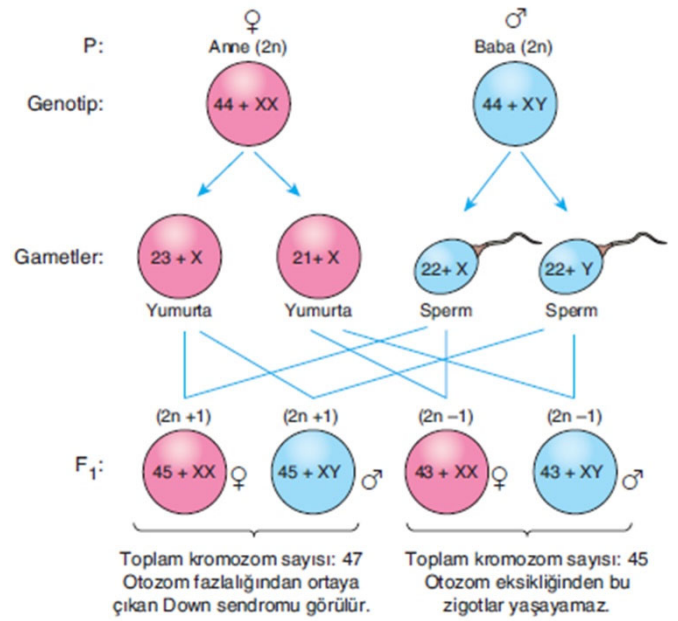 ♀ ♂
P: Anne (2n) Baba (2n)
Genotip: 44 + XX 44 + XY
Gametler: 23 + X 21+ X 22+ X 22+ Y
Yumurta Yumurta Sperm Sperm
(2n +1) (2n +1) (2n –1) (2n –1)
F1: 45 + XX ♀ 45 + XY ♂ 43 + XX ♀ 43 + XY ♂
Toplam kromozom sayısı: 47
Otozom fazlalığından ortaya
çıkan Down sendromu görülür.
Toplam kromozom sayısı: 45
Otozom eksikliğinden bu
zigotlar yaşayamaz.